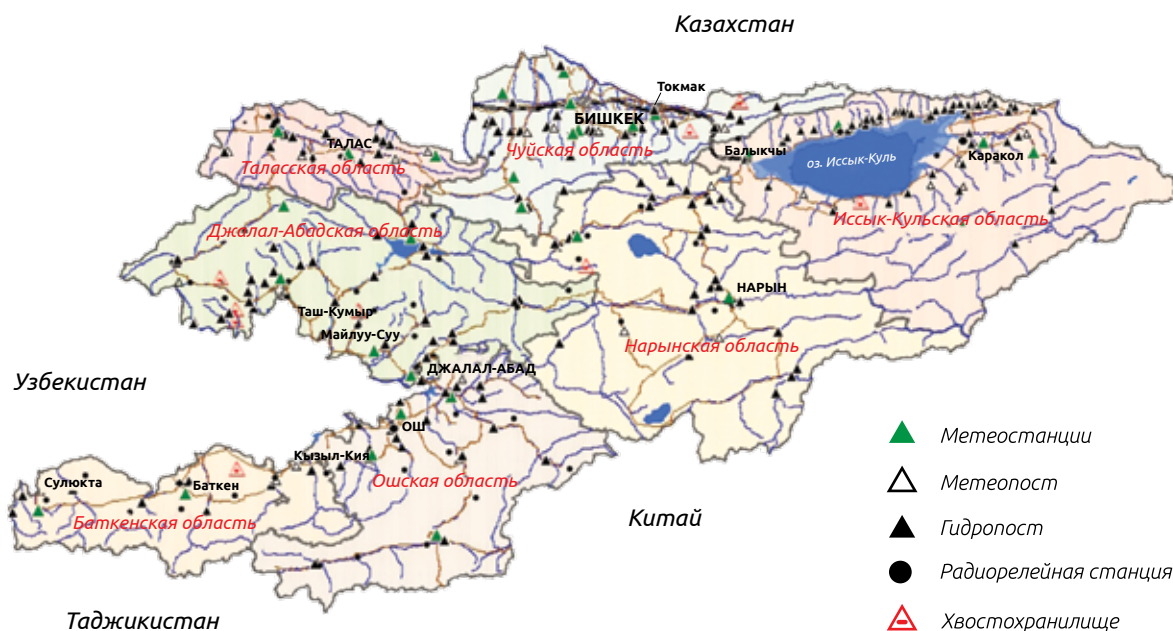 Казахстан
Токмак
БИШКЕК
ТАЛАС
Чуйская область
Балыкчы
оз. Иссык-Куль
Каракол
Таласская область
Иссык-Кульская область
Джалал-Абадская область
НАРЫН
Таш-Кумыр
Майлуу-Суу
Нарынская область
ДЖАЛАЛ-АБАД
Узбекистан
ОШ
Кызыл-Кия
Ошская область
Сулюкта
Баткен
Баткенская область
Китай
Таджикистан
Метеостанции
Метеопост
Гидропост
Радиорелейная станция
Хвостохранилище